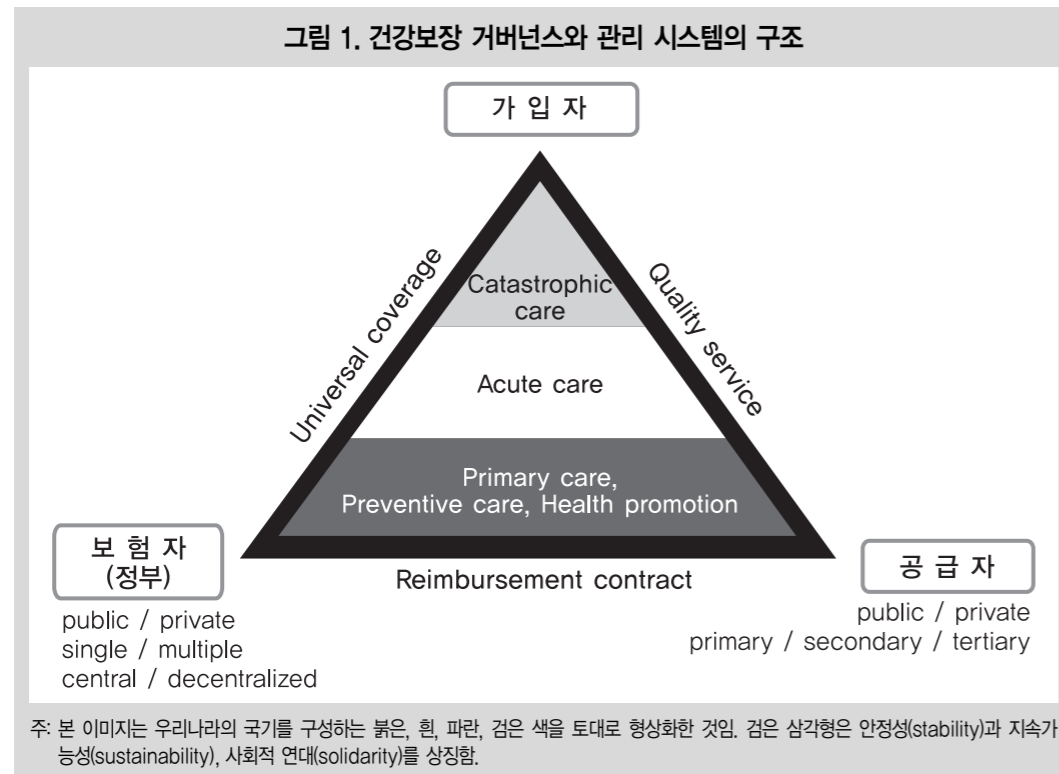 그림 1. 건강보장 거버넌스와 관리 시스템의 구조
가 입 자
Universal coverage
Quality service
Catastrophic
care
Acute care
Primary care,
Preventive care, Health promotion
보 험 자
(정부)
public / private
single / multiple
central / decentralized
Reimbursement contract
공 급 자
public / private
primary / secondary / tertiary
주: 본 이미지는 우리나라의 국기를 구성하는 붉은, 흰, 파란, 검은 색을 토대로 형상화한 것임. 검은 삼각형은 안정성(stability)과 지속가
능성(sustainability), 사회적 연대(solidarity)를 상징함.